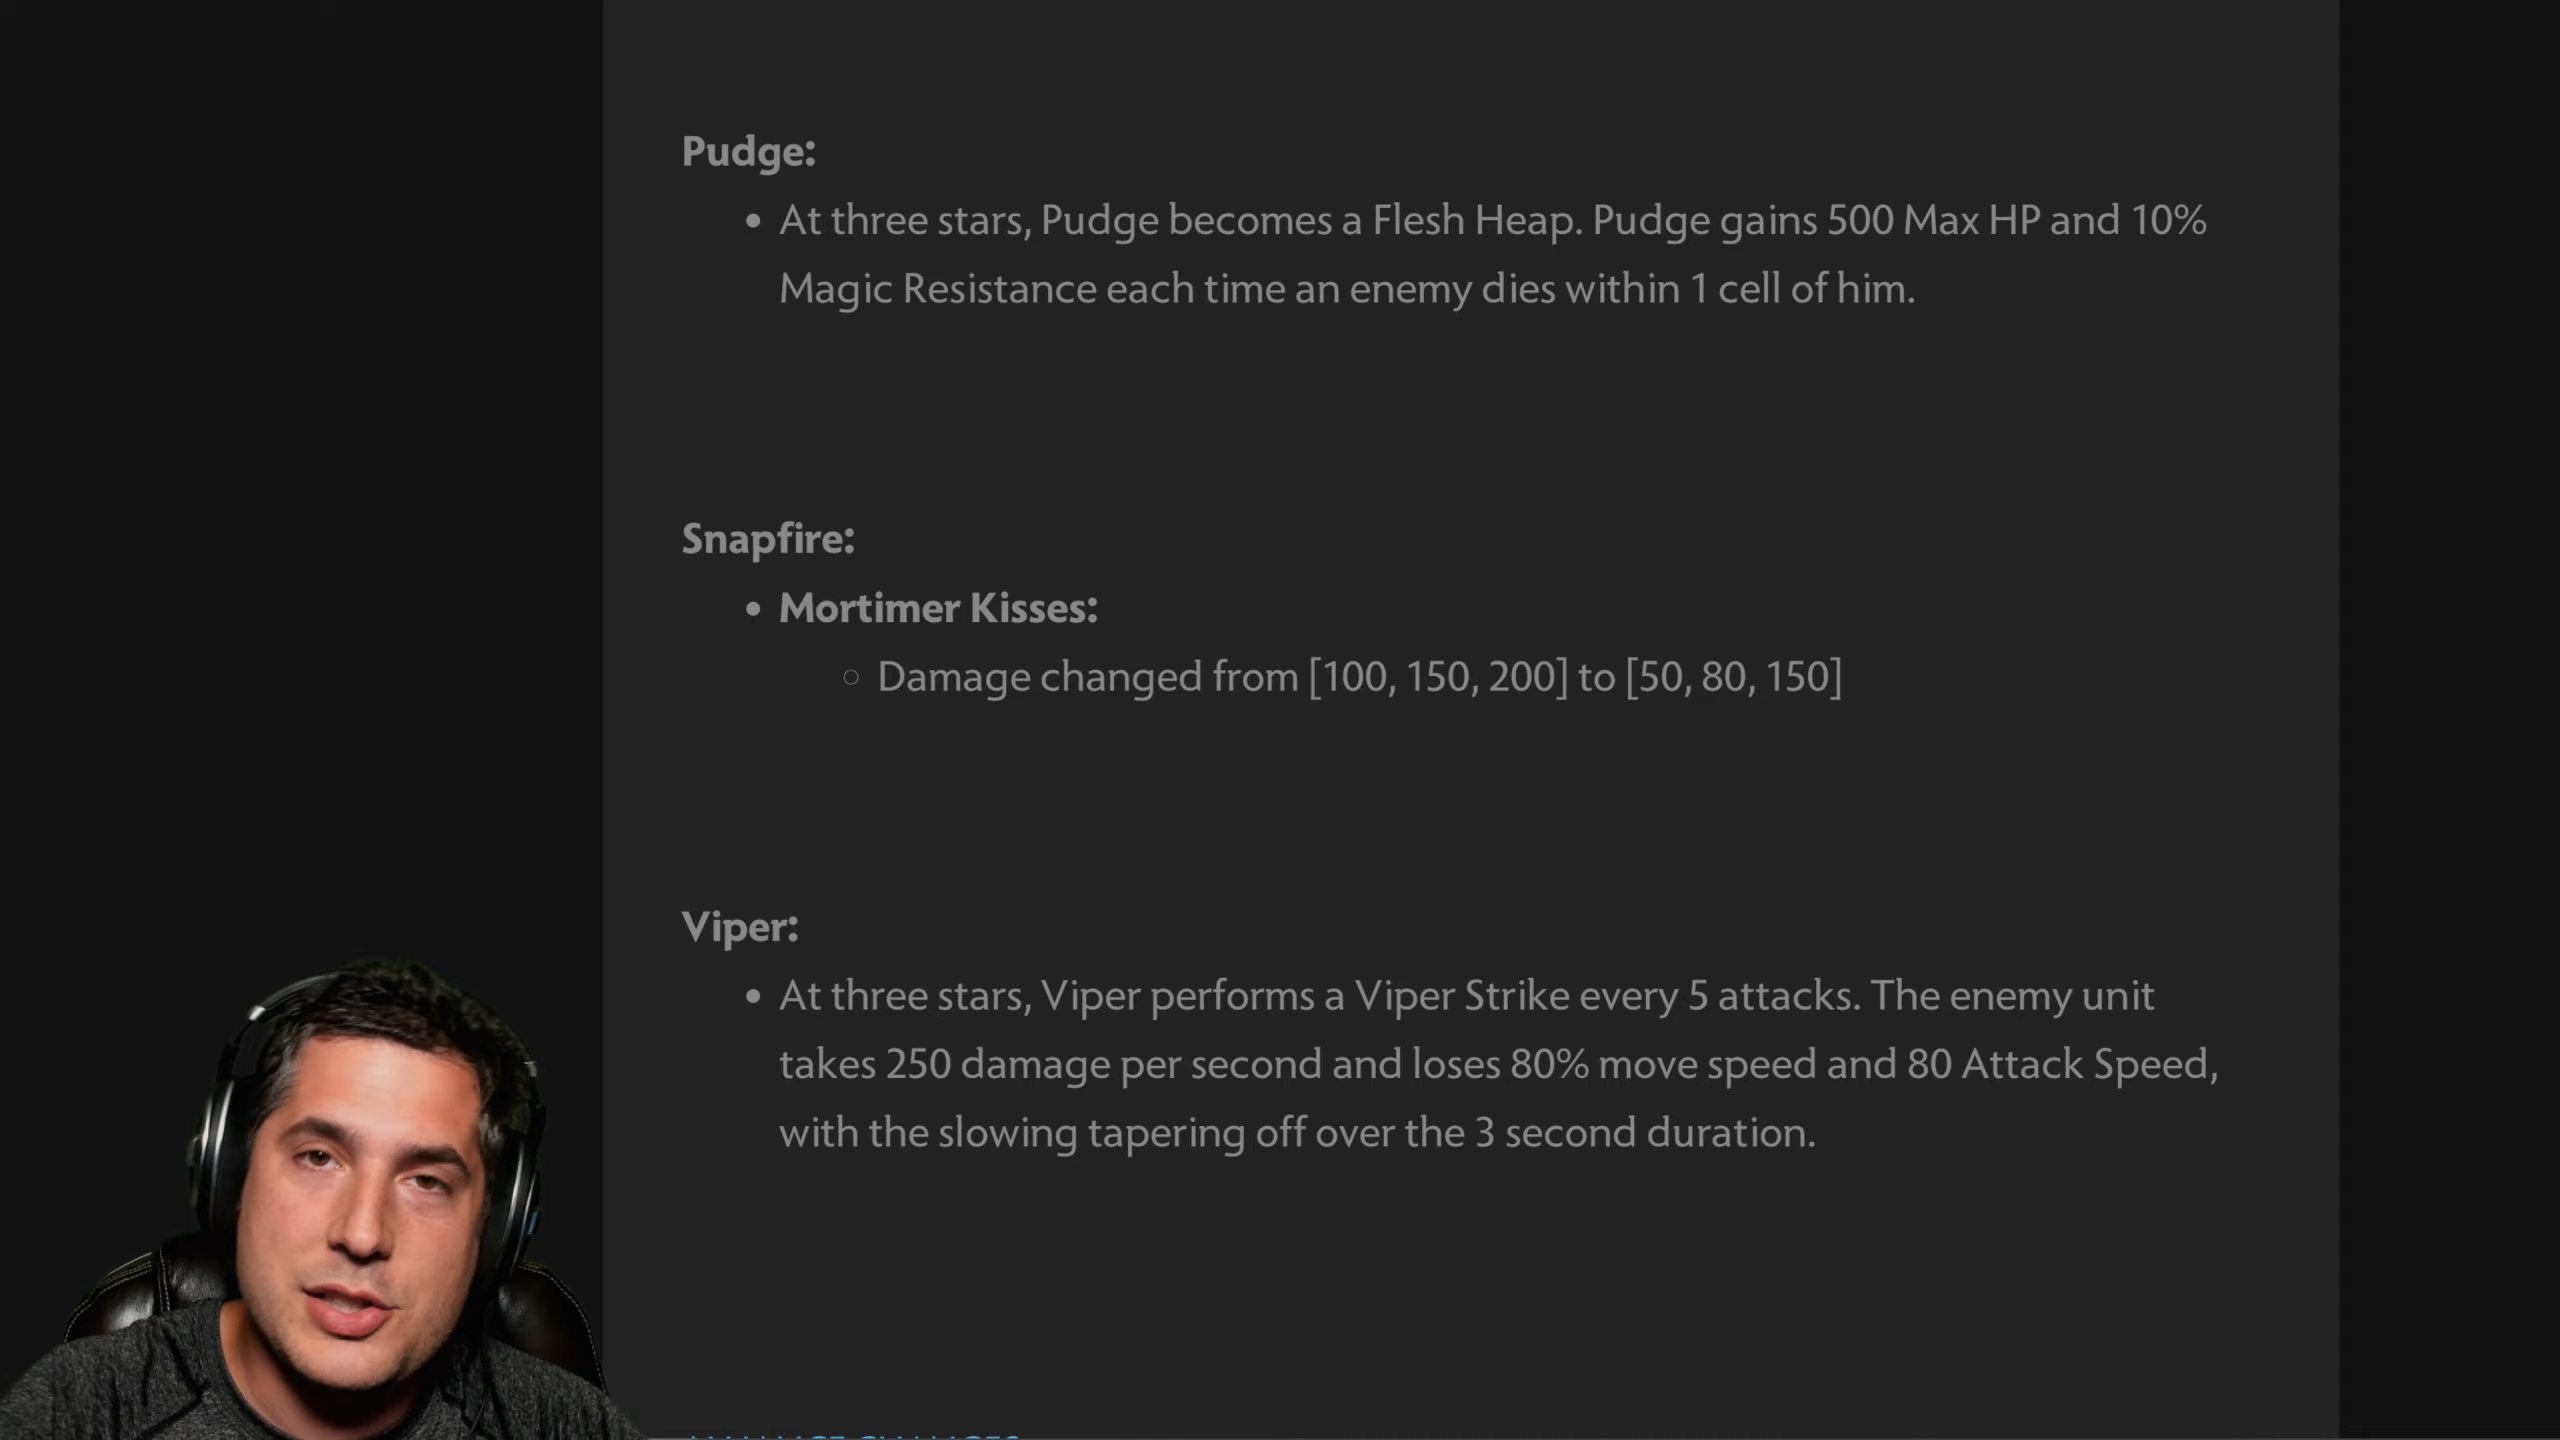 Pudge:
At three stars, Pudge becomes a Flesh Heap. Pudge gains 500 Max HP and 10%
Magic Resistance each time an enemy dies within 1 cell of him.
Snapfire:
Mortimer Kisses:
Damage changed from [100, 150, 200] to [50, 80, 150]
Viper:
At three stars, Viper performs a Viper Strike every 5 attacks. The enemy unit
takes 250 damage per second and loses 80% move speed and 80 Attack Speed,
with the slowing tapering off over the 3 second duration.